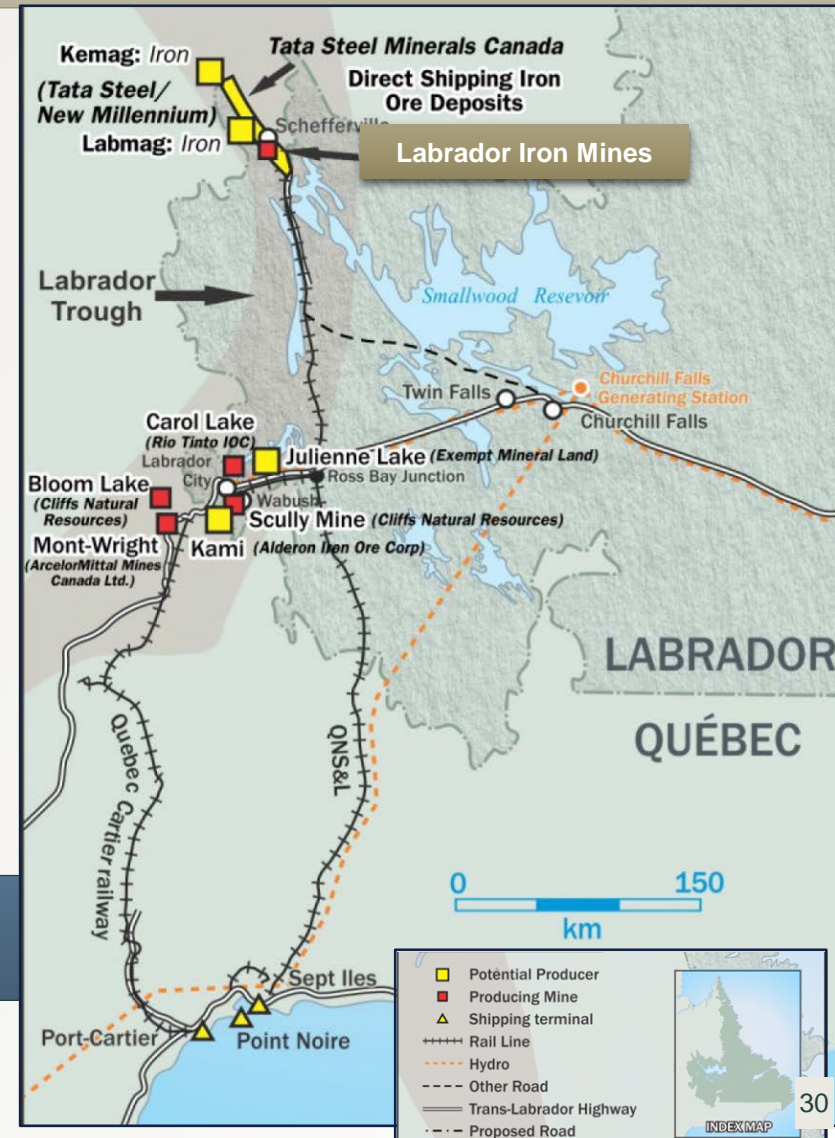 Kemag: Iron
Tata Steel Minerals Canada
(Tata Steel/
New Millennium)
Direct Shipping Iron
Ore Deposits
Labmag: Iron
Labrador Iron Mines
Labrador
Trough
Smallwood Resevoir
Twin Falls
Churchill Falls
Generating Station
Churchill Falls
Carol Lake
(Rio Tinto IOC)
Labrador
City
Julienne Lake (Exempt Mineral Land)
Ross Bay Junction
Bloom Lake
(Cliffs Natural
Resources)
Wabush
Scully Mine (Cliffs Natural Resources)
Mont-Wright
(ArcelorMittal Mines
Canada Ltd.)
Kami (Alderon Iron Ore Corp)
LABRADOR
QUÉBEC
Quebec Cartier railway
QNS&L
0 150
km
Sept Iles
Port-Cartier
Point Noire
Potential Producer
Producing Mine
Shipping terminal
Rail Line
Hydro
Other Road
Trans-Labrador Highway
Proposed Road
INDEX MAP
30